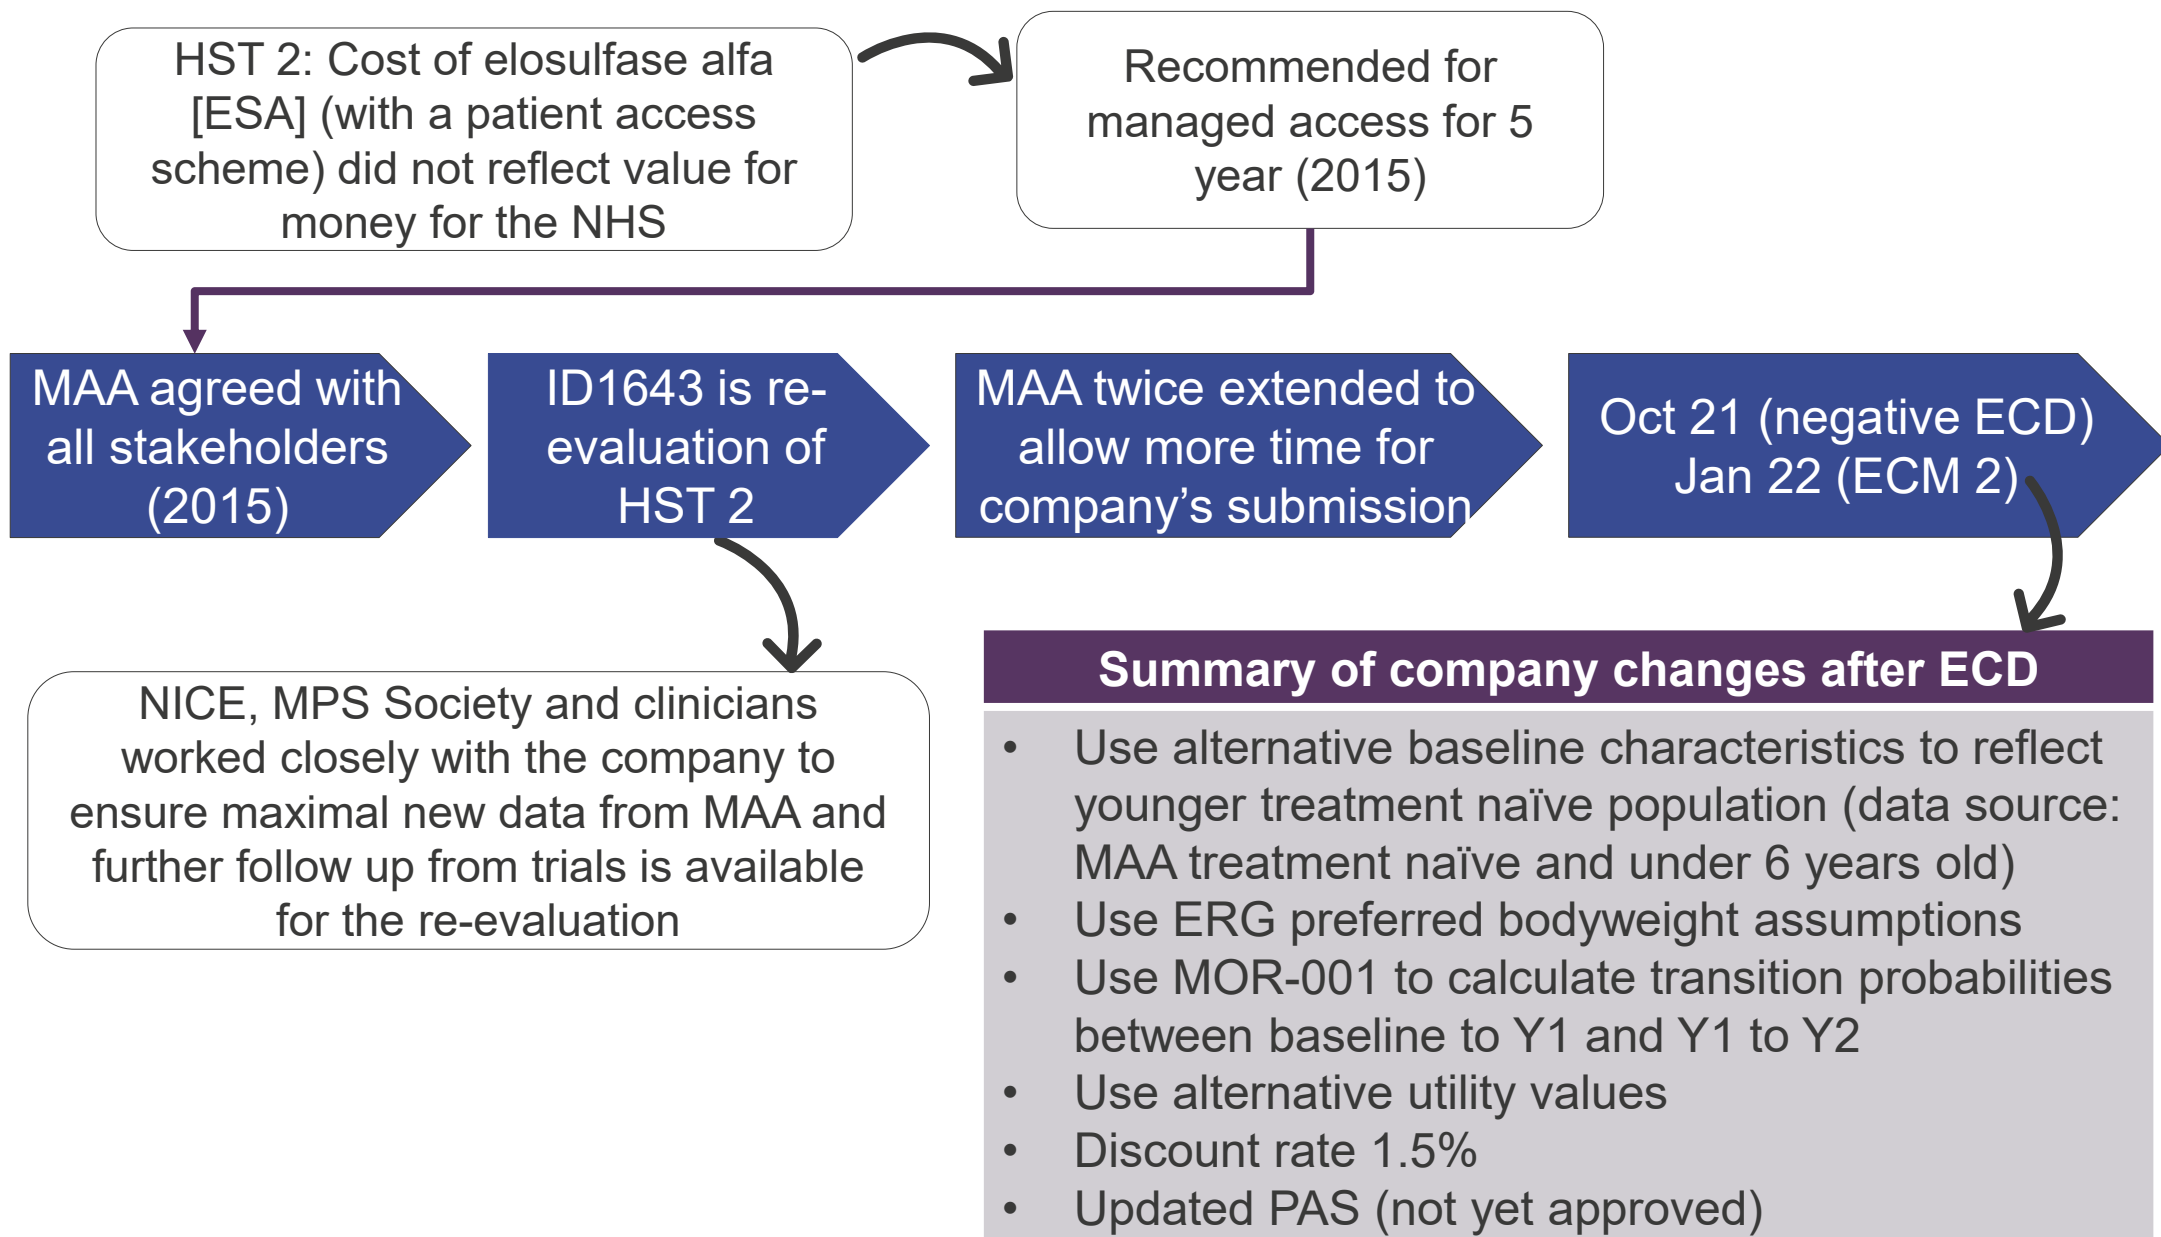 HST 2: Cost of elosulfase alfa
[ESA] (with a patient access
scheme) did not reflect value for
money for the NHS
Recommended for
managed access for 5
year (2015)
MAA agreed with
all stakeholders
(2015)
ID1643 is re-
evaluation of
HST 2
MAA twice extended to
allow more time for
company’s submission
Oct 21 (negative ECD)
Jan 22 (ECM 2)
NICE, MPS Society and clinicians
worked closely with the company to
ensure maximal new data from MAA and
further follow up from trials is available
for the re-evaluation
Summary of company changes after ECD
• Use alternative baseline characteristics to reflect
younger treatment naïve population (data source:
MAA treatment naïve and under 6 years old)
• Use ERG preferred bodyweight assumptions
• Use MOR-001 to calculate transition probabilities
between baseline to Y1 and Y1 to Y2
• Use alternative utility values
• Discount rate 1.5%
• Updated PAS (not yet approved)